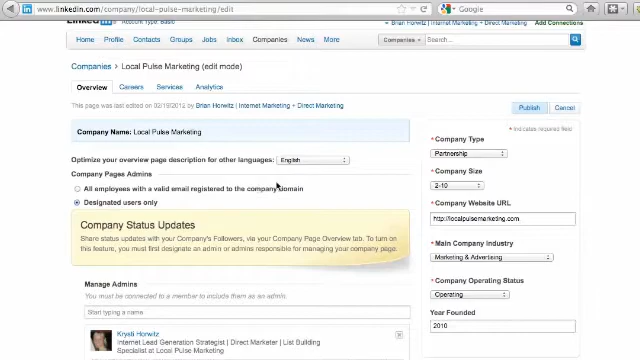 www.linkedin.com/company/local-pulse-marketing/edit
Google
Linked in
Account Type: Basic
Brian Horwitz | Internet Marketing + Direct Marketing
Add Connections
Home Profile Contacts Groups Jobs Inbox Companies News More
Companies Search...
Companies > Local Pulse Marketing (edit mode)
Overview Careers Services Analytics
This page was last edited on 02/19/2012 by Brian Horwitz | Internet Marketing + Direct Marketing
Publish Cancel
* Indicates required field
Company Name: Local Pulse Marketing
Optimize your overview page description for other languages: English
Company Pages Admins
All employees with a valid email registered to the company domain
Designated users only
Company Status Updates
Share status updates with your Company's Followers, via your Company Page Overview tab. To turn on
this feature, you must first designate an admin or admins responsible for managing your company page.
Manage Admins
You must be connected to a member to include them as an admin.
Start typing a name
Krysti Horwitz
Internet Lead Generation Strategist | Direct Marketer | List Building
Specialist at Local Pulse Marketing
* Company Type
Partnership
* Company Size
2-10
* Company Website URL
http://localpulsemarketing.com
* Main Company Industry
Marketing & Advertising
* Company Operating Status
Operating
Year Founded
2010